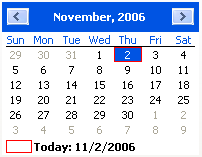 November, 2006
Sun Mon Tue Wed Thu Fri Sat
29 30 31 1 2 3 4
5 6 7 8 9 10 11
12 13 14 15 16 17 18
19 20 21 22 23 24 25
26 27 28 29 30 1 2
3 4 5 6 7 8 9
Today: 11/2/2006